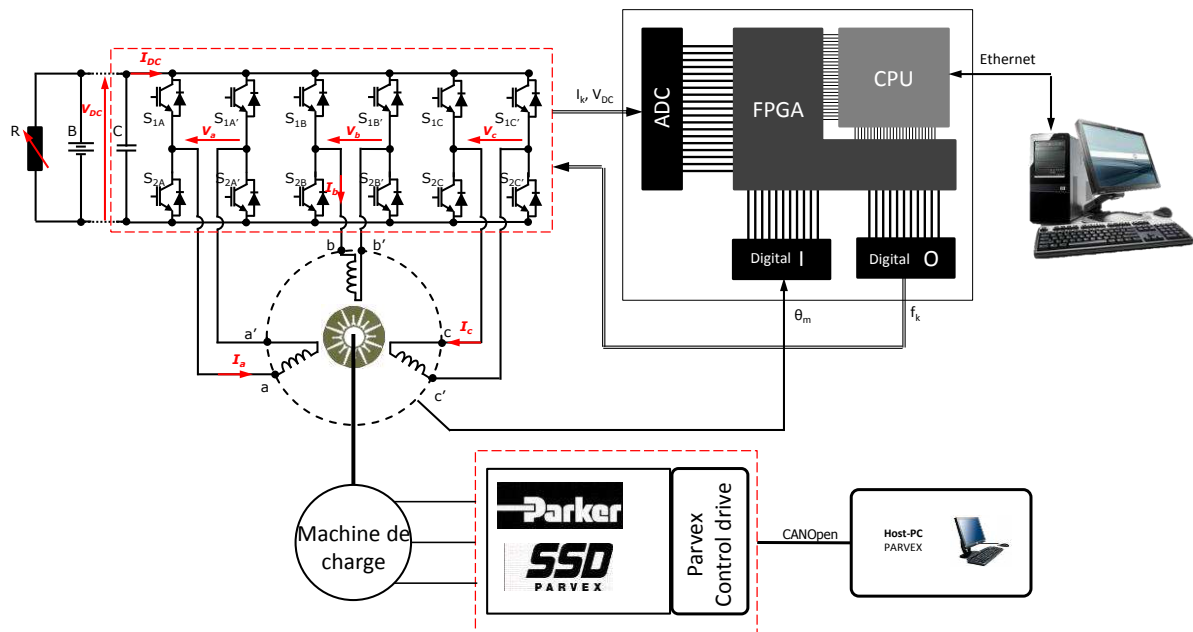 I_DC
V_DC
R
B
C
S1A
S1A'
S1B
S1B'
S1C
S1C'
Va
Vb
Vc
S2A
S2A'
S2B
S2B'
S2C
S2C'
Ib
b
b'
a'
c
Ia
Ic
a
c'
Ik, VDC
ADC
FPGA
CPU
Ethernet
Digital I
Digital O
θm
fk
Machine de
charge
Parker
SSD
PARVEX
Parvex
Control drive
CANOpen
Host-PC
PARVEX